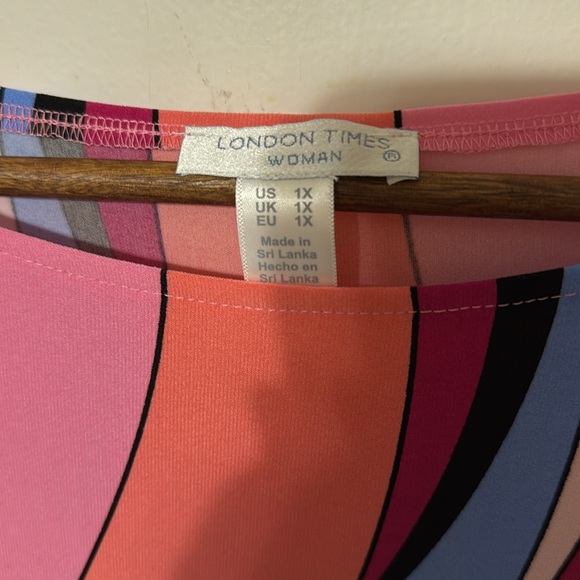 LONDON TIMES
WOMAN ®
US 1X
UK 1X
EU 1X
Made in
Sri Lanka
Hecho en
Sri Lanka